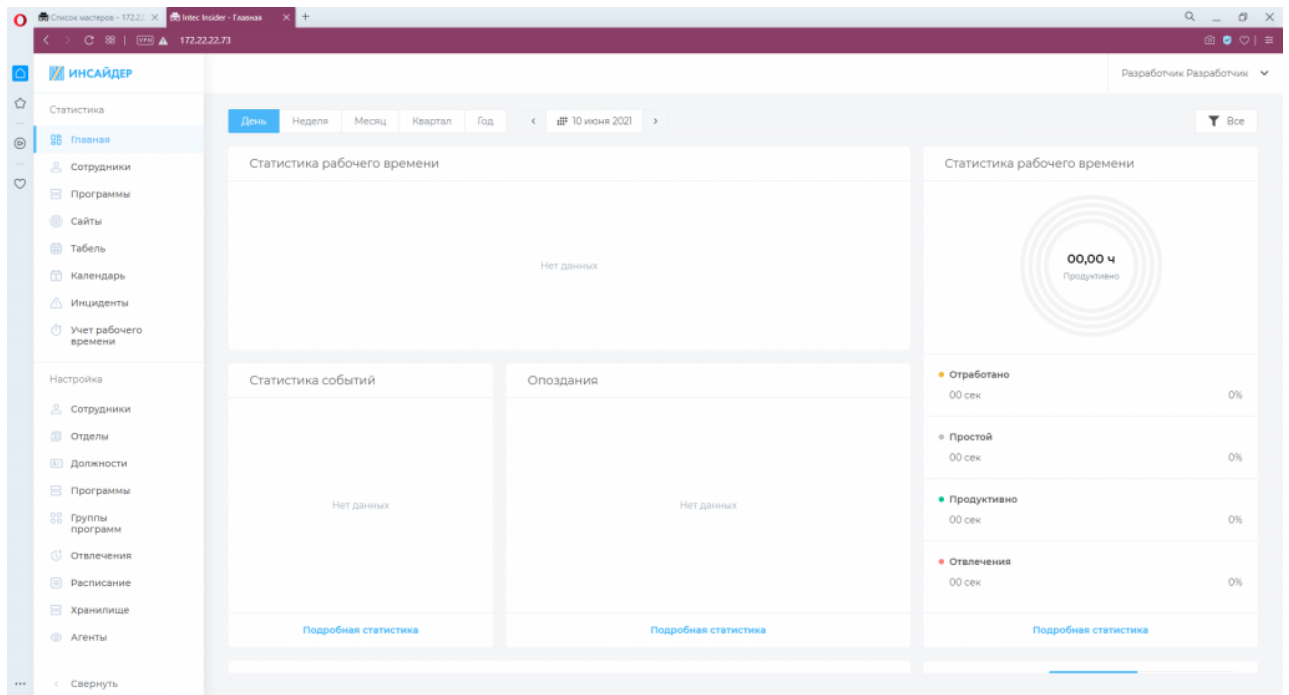 Список мастеров - 172.22.
Intec Insider - Главная
VPN
172.22.22.73
ИНСАЙДЕР
Разработчик Разработчик
Статистика
Главная
Сотрудники
Программы
Сайты
Табель
Календарь
Инциденты
Учет рабочего
времени
Настройка
Сотрудники
Отделы
Должности
Программы
Группы
программ
Отвлечения
Расписание
Хранилище
Агенты
Свернуть
День Неделя Месяц Квартал Год 10 июня 2021 Все
Статистика рабочего времени
Нет данных
Статистика событий
Нет данных
Подробная статистика
Опоздания
Нет данных
Подробная статистика
Статистика рабочего времени
00,00 ч
Продуктивно
Отработано
00 сек 0%
Простой
00 сек 0%
Продуктивно
00 сек 0%
Отвлечения
00 сек 0%
Подробная статистика